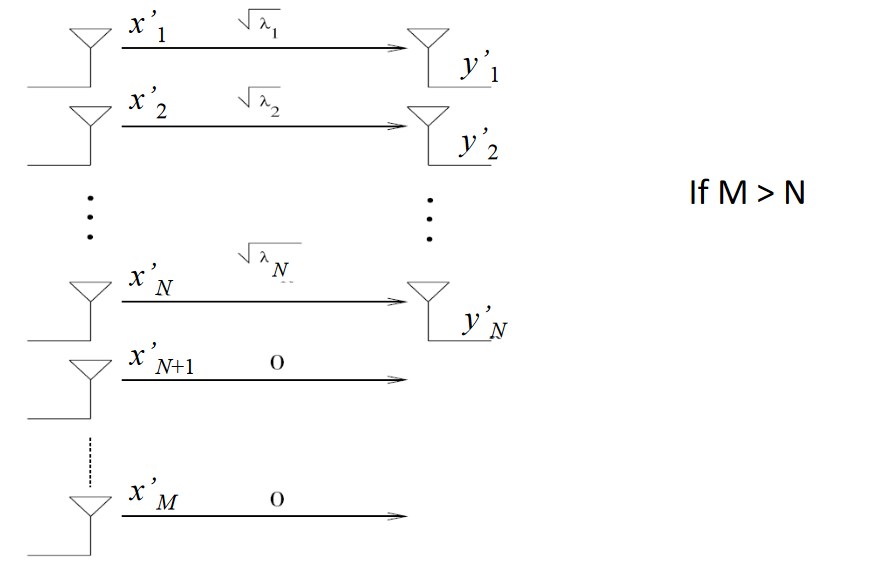 x'1 √λ1
y'1
x'2 √λ2
y'2
If M > N
√λN
x'N
y'N
x'N+1 0
x'M 0